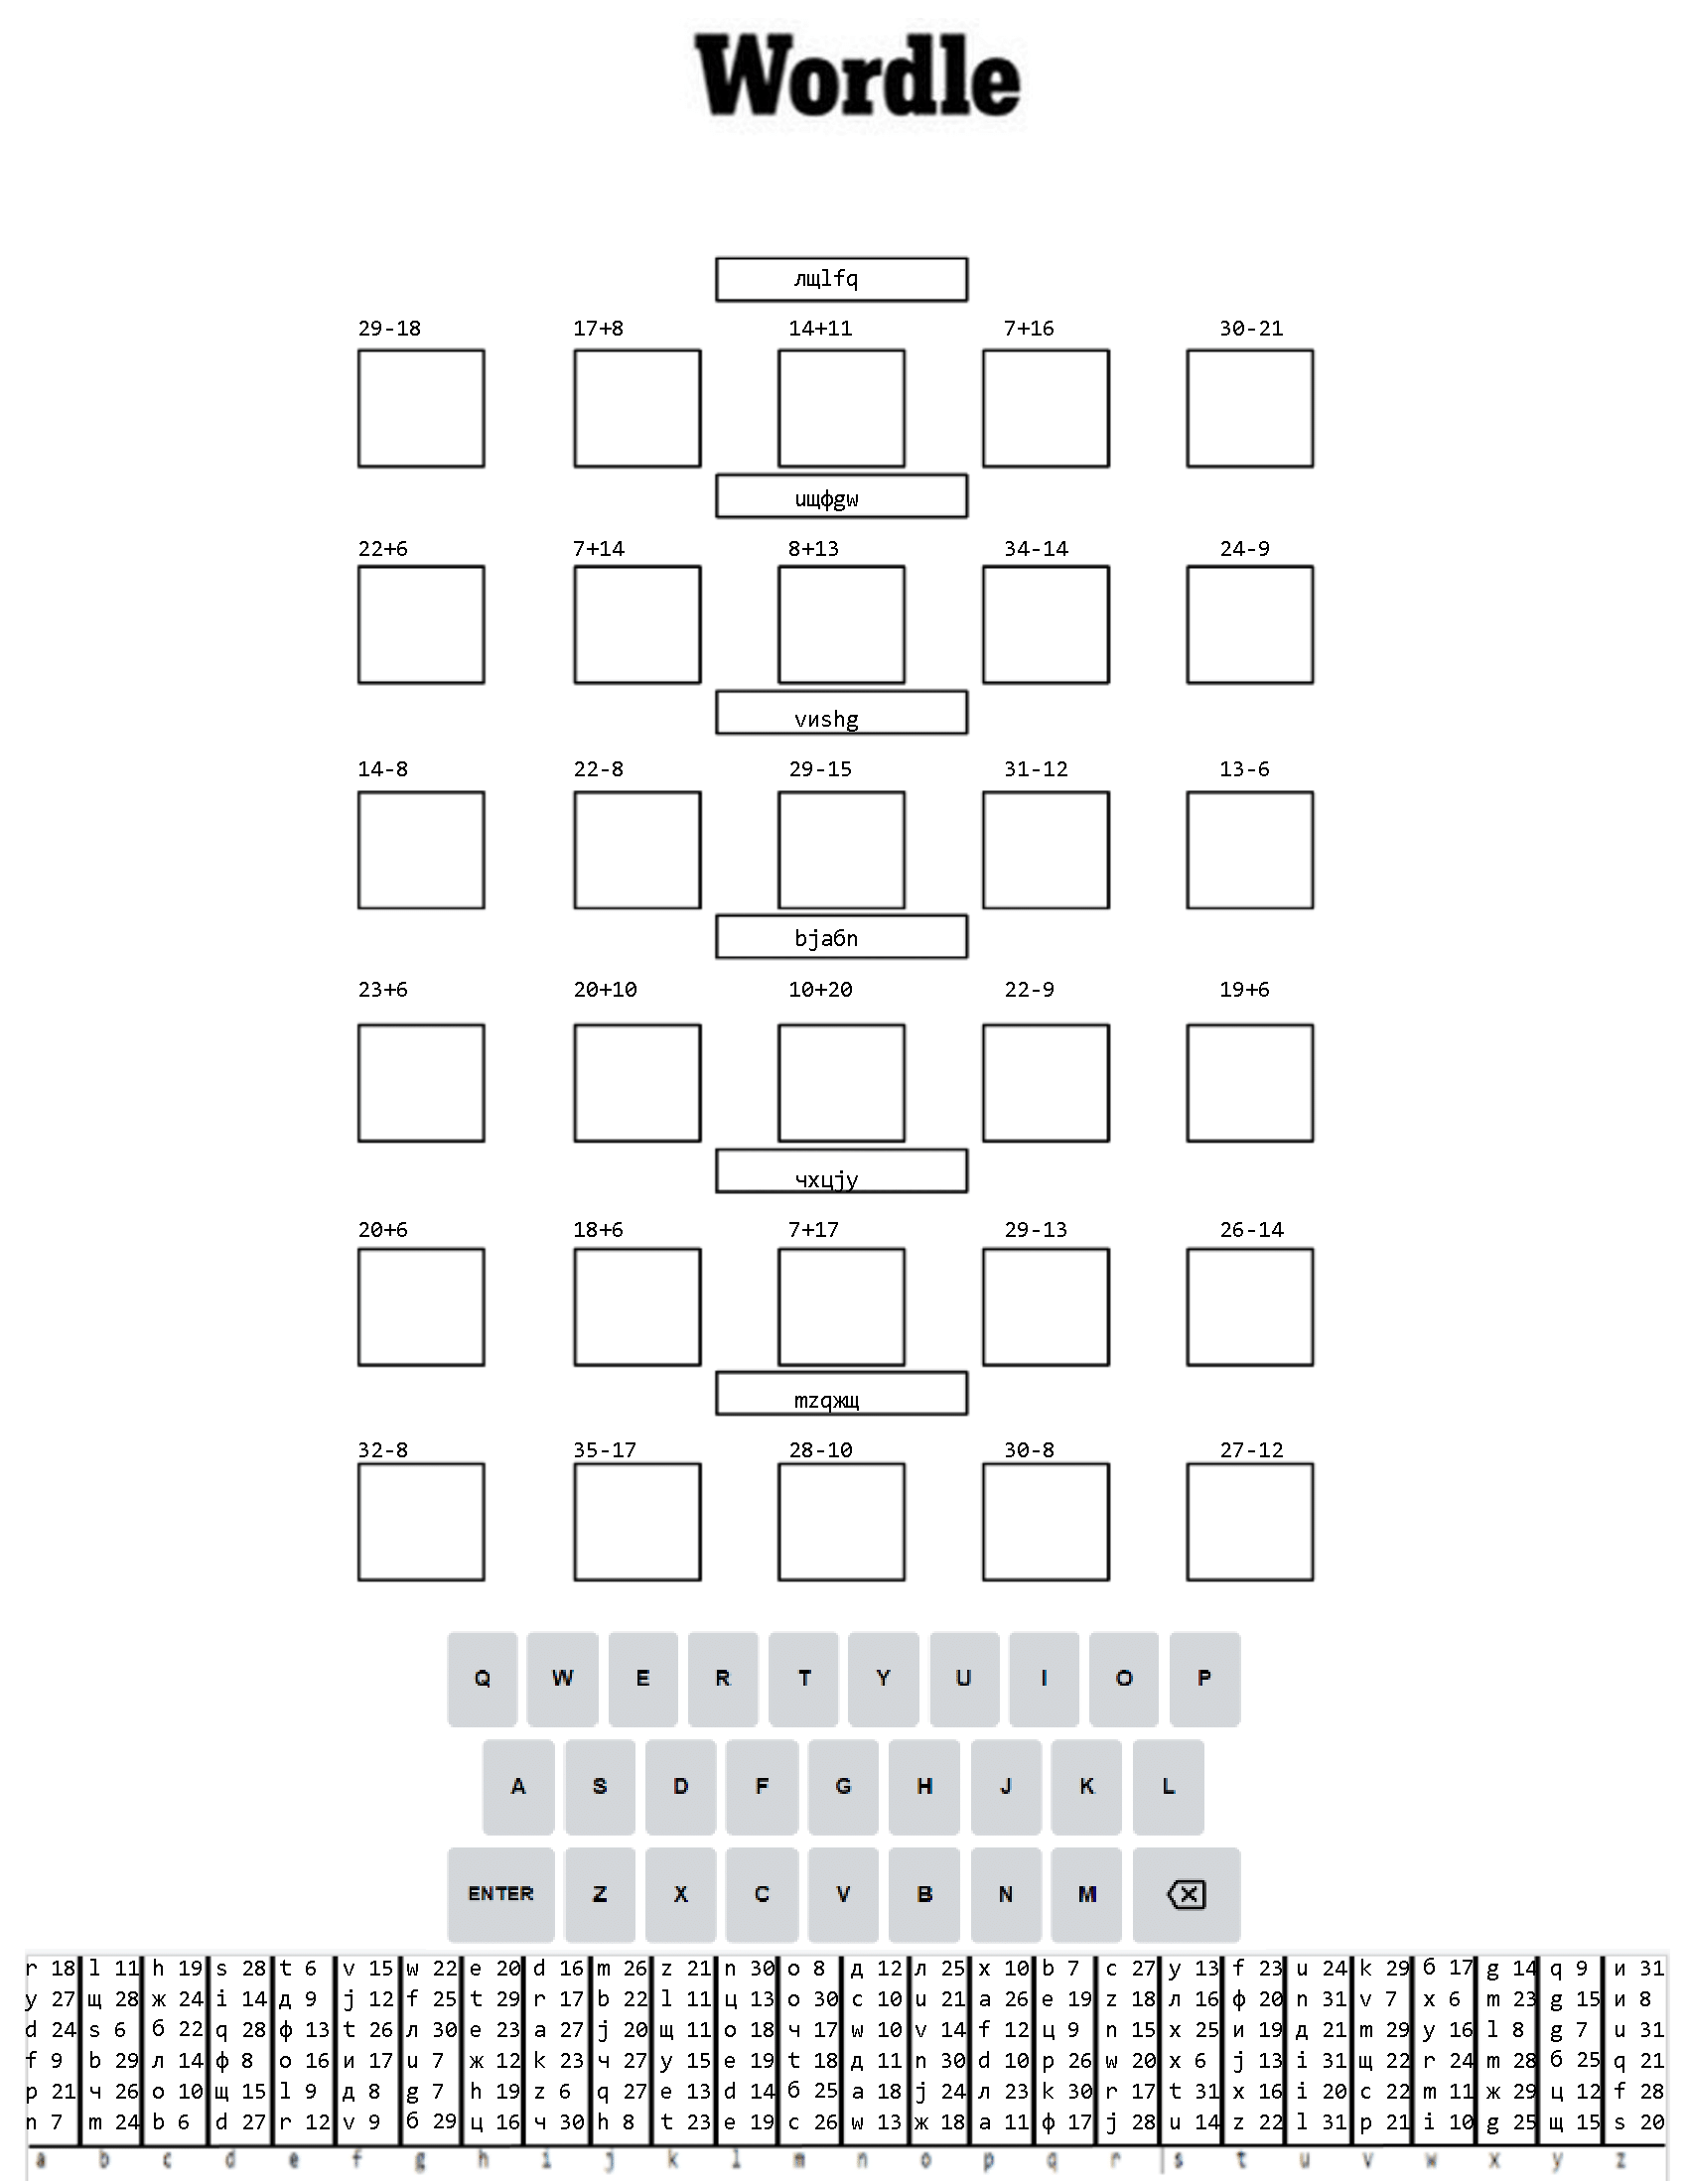 Wordle
лщlfq
29-18 17+8 14+11 7+16 30-21
uщфgw
22+6 7+14 8+13 34-14 24-9
vиshg
14-8 22-8 29-15 31-12 13-6
bjaбn
23+6 20+10 10+20 22-9 19+6
чxцjy
20+6 18+6 7+17 29-13 26-14
mzqжщ
32-8 35-17 28-10 30-8 27-12
Q W E R T Y U I O P
A S D F G H J K L
ENTER Z X C V B N M
r 18 l 11 h 19 s 28 t 6 v 15 w 22 e 20 d 16 m 26 z 21 n 30 o 8 д 12 л 25 x 10 b 7 c 27 y 13 f 23 u 24 k 29 б 17 g 14 q 9 и 31
y 27 щ 28 ж 24 i 14 д 9 j 12 f 25 t 29 r 17 b 22 l 11 ц 13 o 30 c 10 u 21 a 26 e 19 z 18 л 16 ф 20 n 31 v 7 x 6 m 23 g 15 и 8
d 24 s 6 б 22 q 28 ф 13 t 26 л 30 e 23 a 27 j 20 щ 11 o 18 ч 17 w 10 v 14 f 12 ц 9 n 15 x 25 и 19 д 21 m 29 y 16 l 8 g 7 u 31
f 9 b 29 л 14 ф 8 o 16 и 17 u 7 ж 12 k 23 ч 27 y 15 e 19 t 18 д 11 n 30 d 10 p 26 w 20 x 6 j 13 i 31 щ 22 r 24 m 28 б 25 q 21
p 21 ч 26 o 10 щ 15 l 9 д 8 g 7 h 19 z 6 q 27 e 13 d 14 б 25 a 18 j 24 л 23 k 30 r 17 t 31 x 16 i 20 c 22 m 11 ж 29 ц 12 f 28
n 7 m 24 b 6 d 27 r 12 v 9 б 29 ц 16 ч 30 h 8 t 23 e 19 c 26 w 13 ж 18 a 11 ф 17 j 28 u 14 z 22 l 31 p 21 i 10 g 25 щ 15 s 20
a b c d e f g h i j k l m n o p q r s t u v w x y z